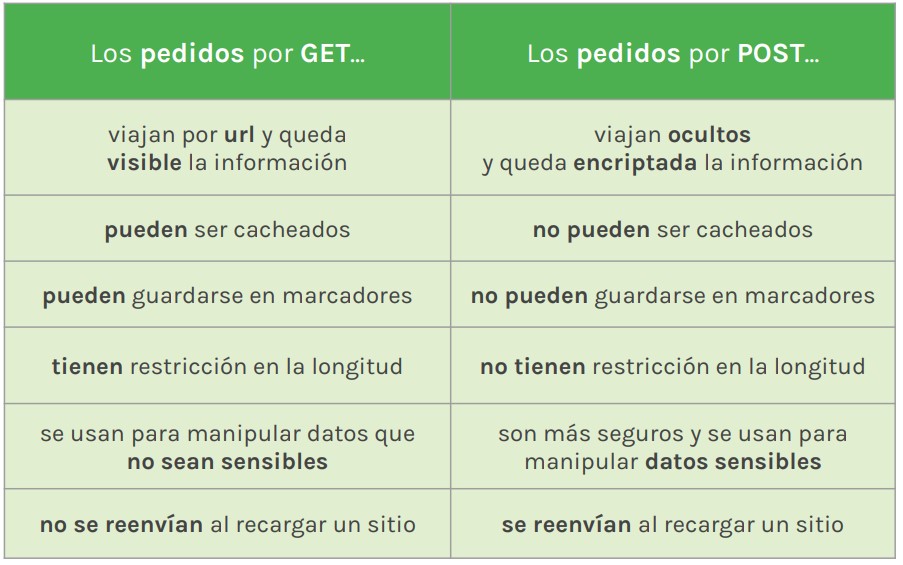 Los pedidos por GET...
Los pedidos por POST...
viajan por url y queda
visible la información
viajan ocultos
y queda encriptada la información
pueden ser cacheados
no pueden ser cacheados
pueden guardarse en marcadores
no pueden guardarse en marcadores
tienen restricción en la longitud
no tienen restricción en la longitud
se usan para manipular datos que
no sean sensibles
son más seguros y se usan para
manipular datos sensibles
no se reenvían al recargar un sitio
se reenvían al recargar un sitio